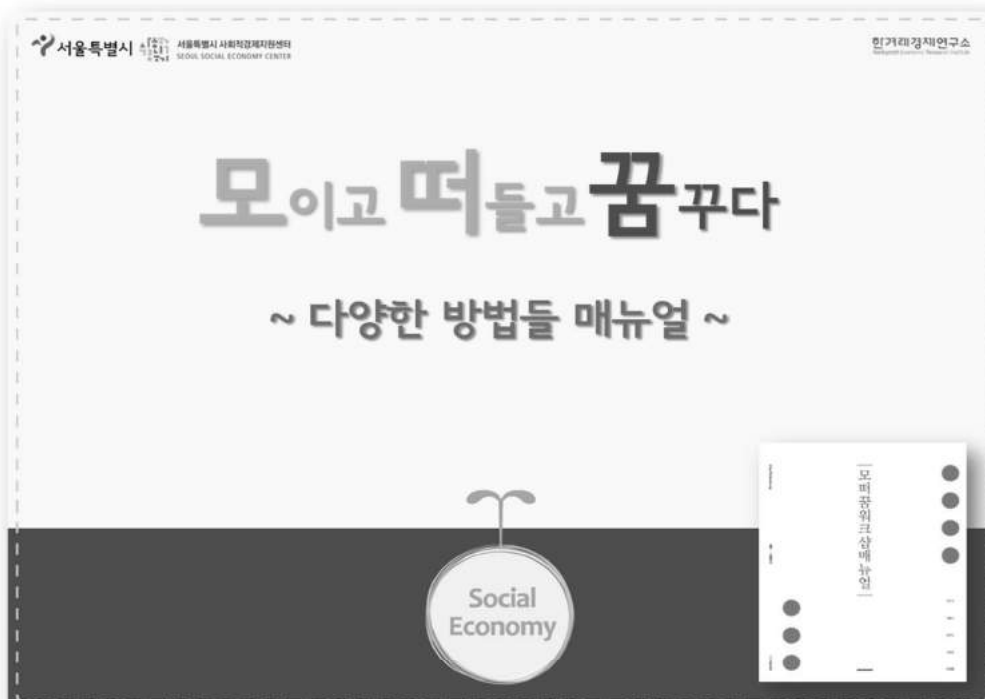 서울특별시
서울특별시 사회적경제지원센터
SEOUL SOCIAL ECONOMY CENTER
한겨레경제연구소
모이고 떠들고 꿈꾸다
~ 다양한 방법들 매뉴얼 ~
Social
Economy
모떠꿈워크샵매뉴얼